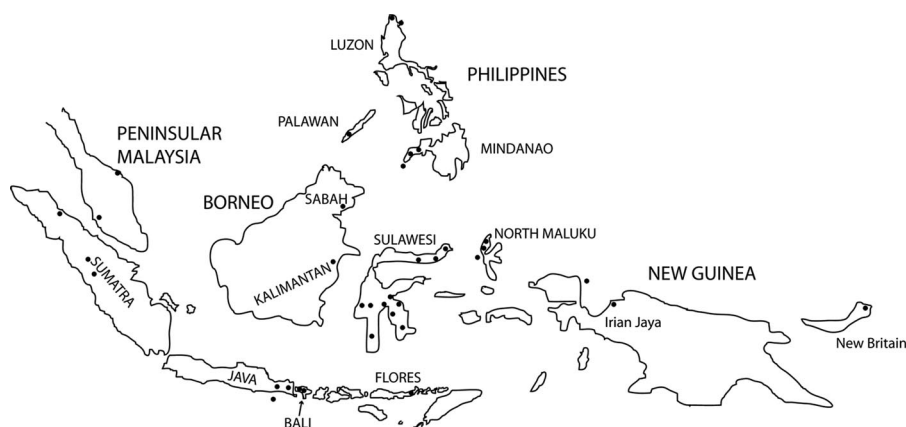 LUZON
PHILIPPINES
PALAWAN
PENINSULAR
MALAYSIA
MINDANAO
BORNEO
SABAH
SULAWESI
NORTH MALUKU
KALIMANTAN
SUMATRA
NEW GUINEA
Irian Jaya
New Britain
JAVA
FLORES
BALI